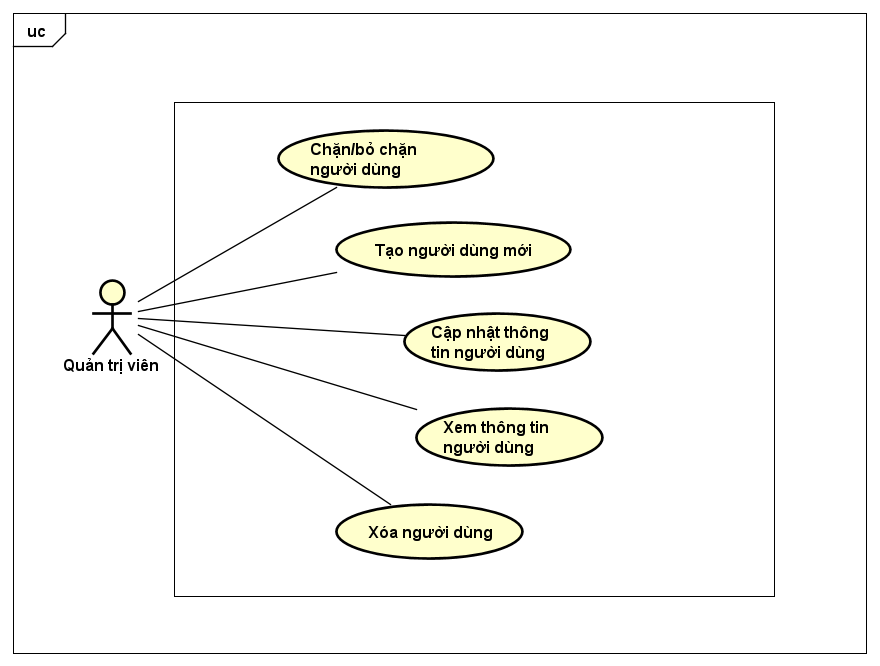 uc
Chặn/bỏ chặn
người dùng
Tạo người dùng mới
Cập nhật thông
tin người dùng
Quản trị viên
Xem thông tin
người dùng
Xóa người dùng